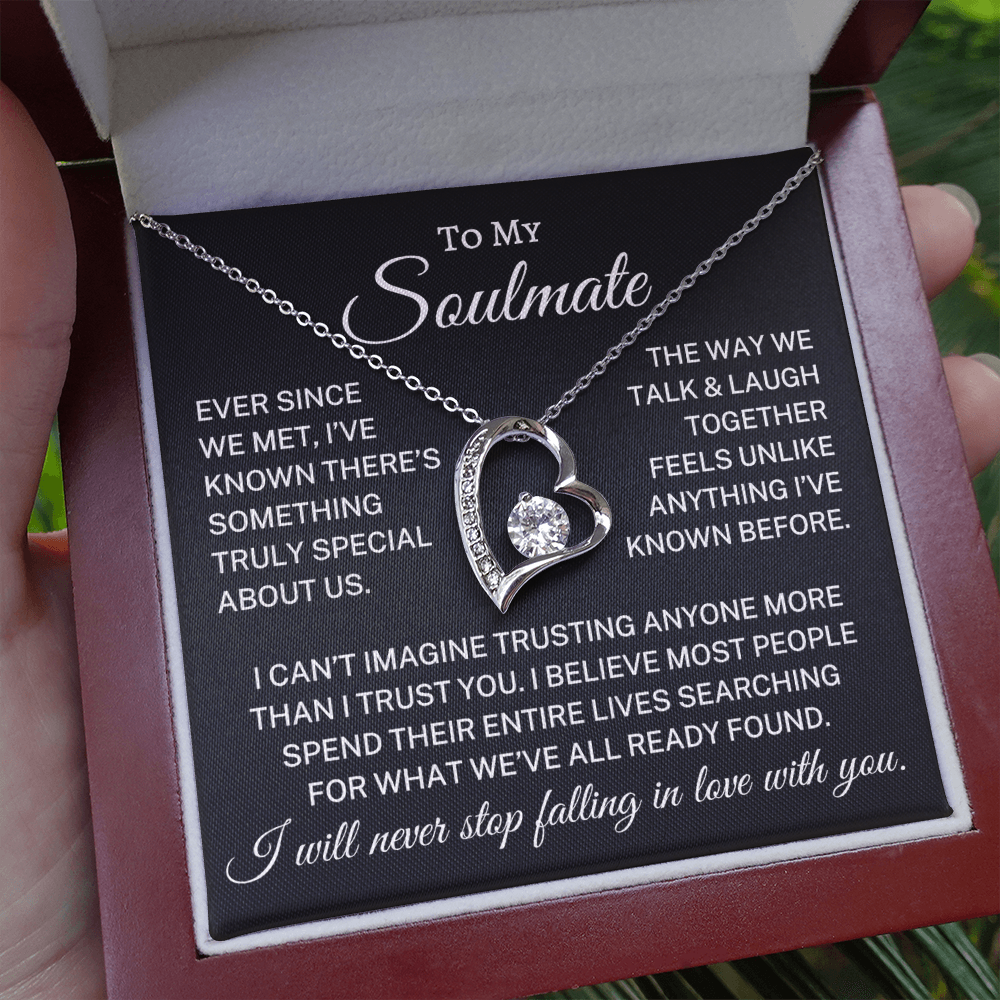 To My
Soulmate
EVER SINCE
WE MET, I'VE
KNOWN THERE'S
SOMETHING
TRULY SPECIAL
ABOUT US.
THE WAY WE
TALK & LAUGH
TOGETHER
FEELS UNLIKE
ANYTHING I'VE
KNOWN BEFORE.
I CAN'T IMAGINE TRUSTING ANYONE MORE
THAN I TRUST YOU. I BELIEVE MOST PEOPLE
SPEND THEIR ENTIRE LIVES SEARCHING
FOR WHAT WE'VE ALL READY FOUND.
I will never stop falling in love with you.